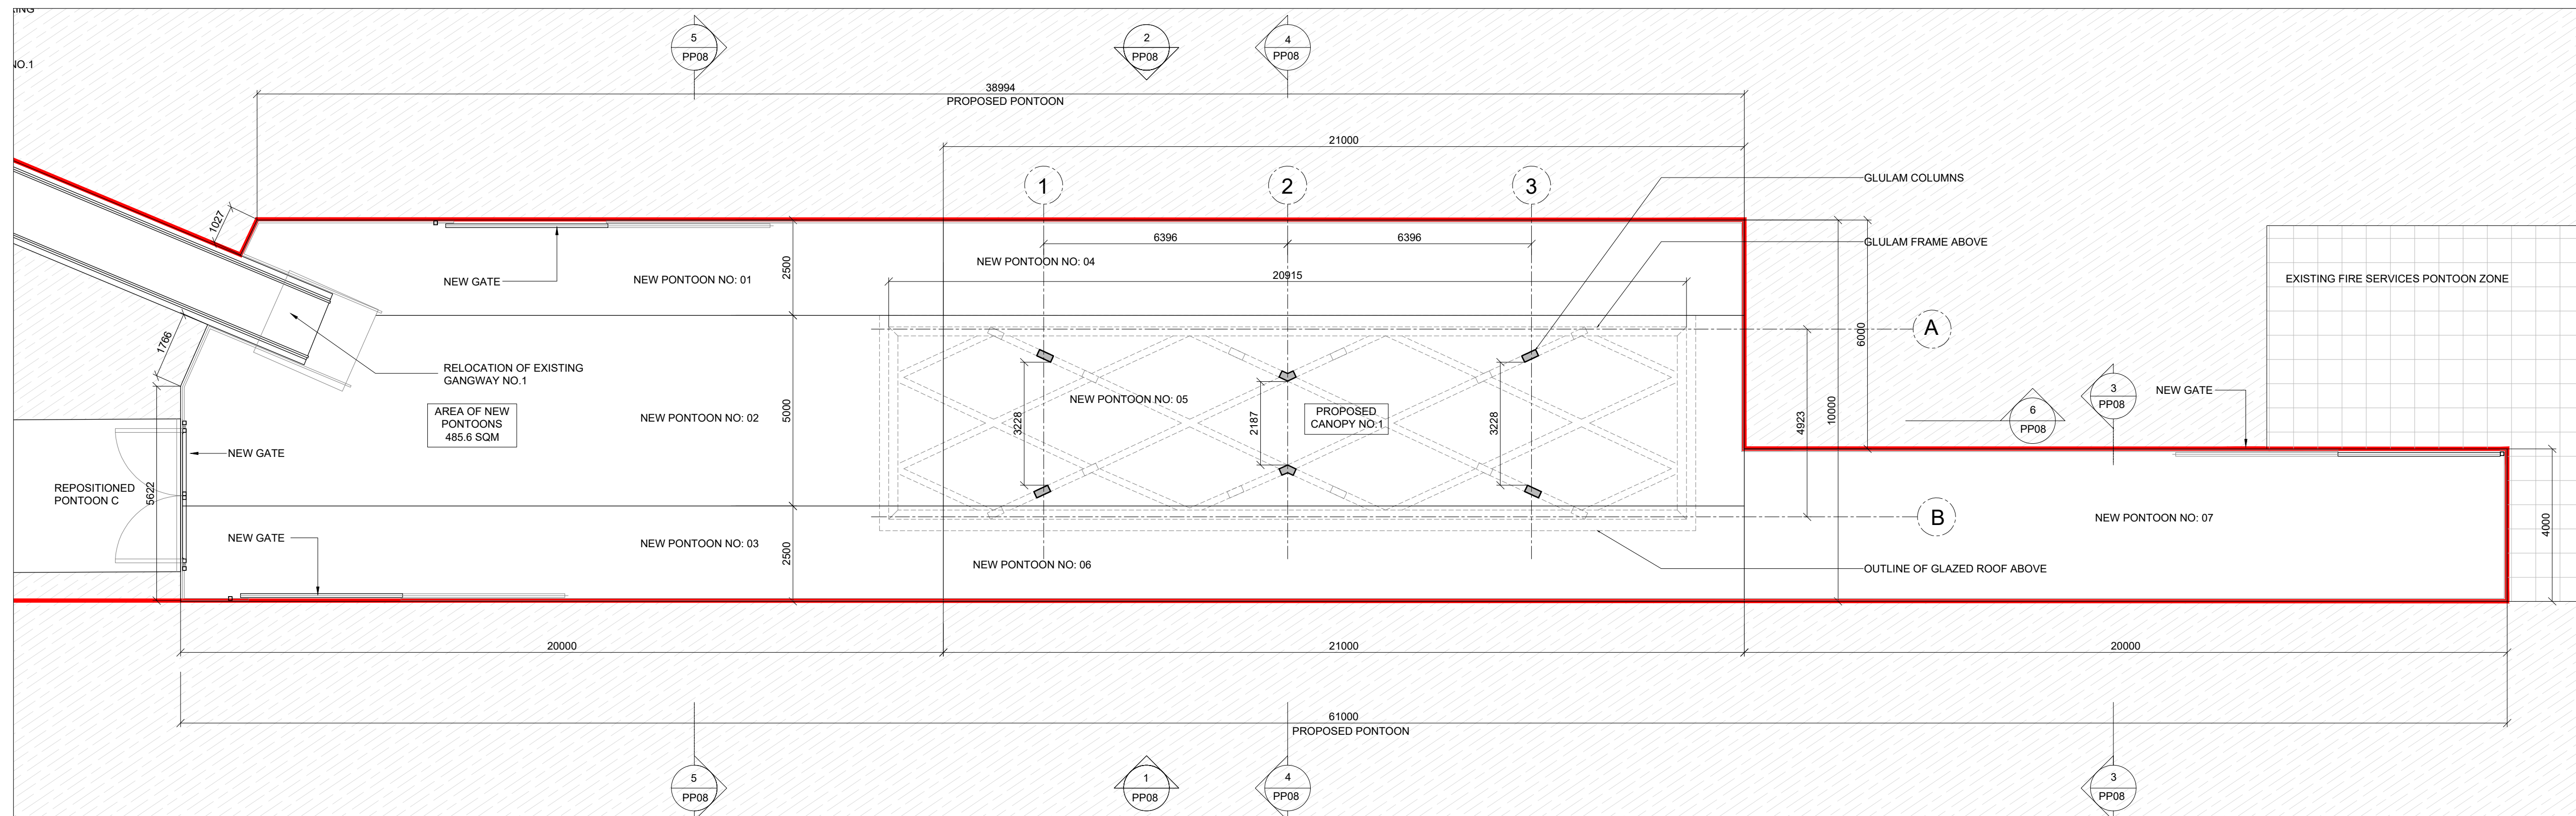 NO.1
5
PP08
2
PP08
4
PP08
38994
PROPOSED PONTOON
21000
1
2
3
GLULAM COLUMNS
1027
6396
6396
GLULAM FRAME ABOVE
NEW PONTOON NO: 04
2500
NEW GATE
NEW PONTOON NO: 01
20915
EXISTING FIRE SERVICES PONTOON ZONE
A
6000
1766
RELOCATION OF EXISTING
GANGWAY NO.1
AREA OF NEW
PONTOONS
485.6 SQM
NEW PONTOON NO: 02
5000
3228
NEW PONTOON NO: 05
2187
PROPOSED
CANOPY NO:1
3228
4923
10000
6
PP08
3
PP08
NEW GATE
NEW GATE
REPOSITIONED
PONTOON C
5622
NEW GATE
NEW PONTOON NO: 03
2500
NEW PONTOON NO: 06
B
NEW PONTOON NO: 07
4000
OUTLINE OF GLAZED ROOF ABOVE
20000
21000
20000
61000
PROPOSED PONTOON
5
PP08
1
PP08
4
PP08
3
PP08